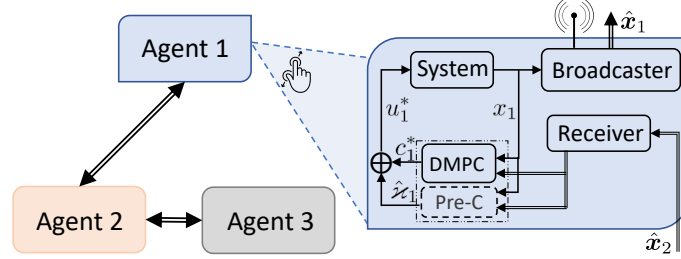 Agent 1
Agent 2
Agent 3
System
Broadcaster
Receiver
DMPC
Pre-C
u₁*
x₁
c₁*
ϰ̂₁
x̂₁
x̂₂